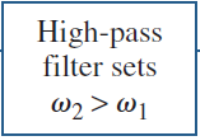 High-pass
filter sets
ω₂ > ω₁